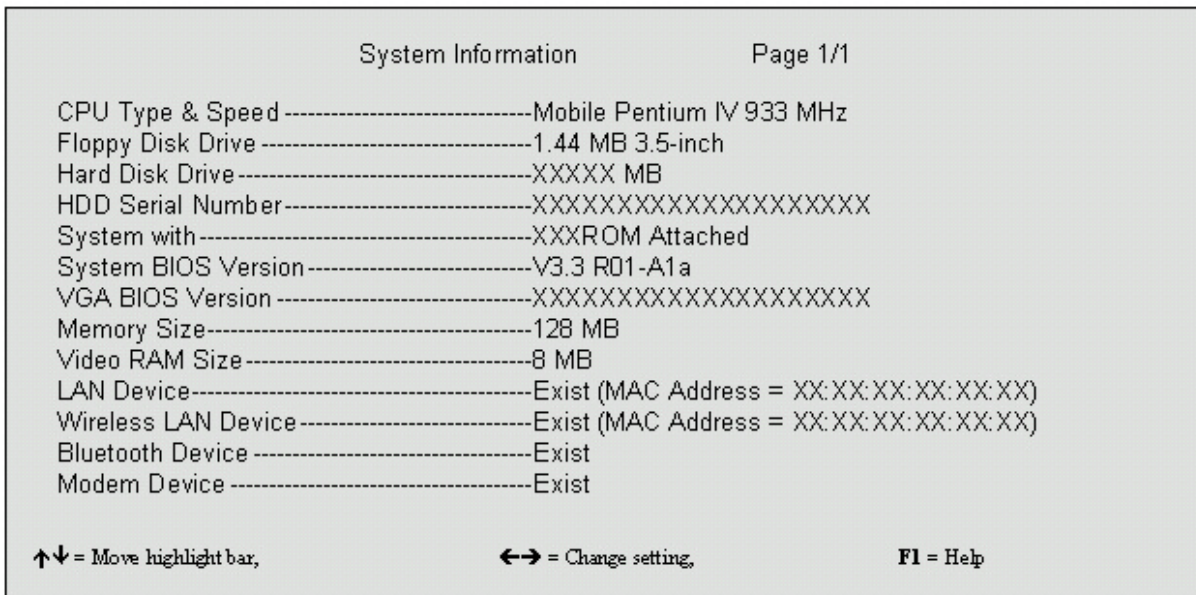 System Information Page 1/1
CPU Type & Speed --------------------------------Mobile Pentium IV 933 MHz
Floppy Disk Drive -----------------------------------1.44 MB 3.5-inch
Hard Disk Drive--------------------------------------XXXXX MB
HDD Serial Number--------------------------------XXXXXXXXXXXXXXXXXXXX
System with-------------------------------------------XXXROM Attached
System BIOS Version-----------------------------V3.3 R01-A1a
VGA BIOS Version ---------------------------------XXXXXXXXXXXXXXXXXXXX
Memory Size------------------------------------------128 MB
Video RAM Size-------------------------------------8 MB
LAN Device--------------------------------------------Exist (MAC Address = XX:XX:XX:XX:XX:XX)
Wireless LAN Device------------------------------Exist (MAC Address = XX:XX:XX:XX:XX:XX)
Bluetooth Device ------------------------------------Exist
Modem Device ---------------------------------------Exist
↑↓ = Move highlight bar, ←→ = Change setting, F1 = Help